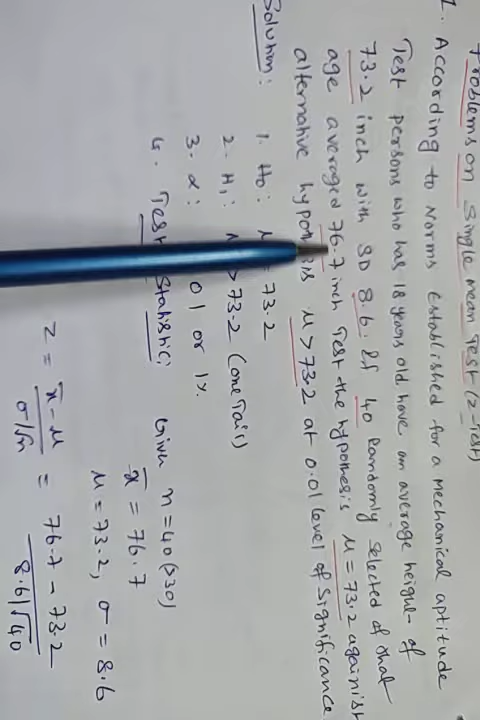 Problems on Single mean Test (Z-Test)
1. According to Norms established for a mechanical aptitude
Test persons who has 18 years old have an average heigut of
73.2 inch with SD 8.6. If 40 Randomly selected of that
age averaged 76.7 inch Test the hypothesis μ = 73.2 against
alternative hypothesis μ > 73.2 at 0.01 level of significance
Solution: 1. H₀: μ = 73.2
2. H₁: μ > 73.2 (one Tail)
3. α: 01 or 1%.
4. Test Statistic: Given n = 40 (>30)
x̄ = 76.7
μ = 73.2, σ = 8.6
Z = x̄ - μ / σ/√n = 76.7 - 73.2 / 8.6/√40